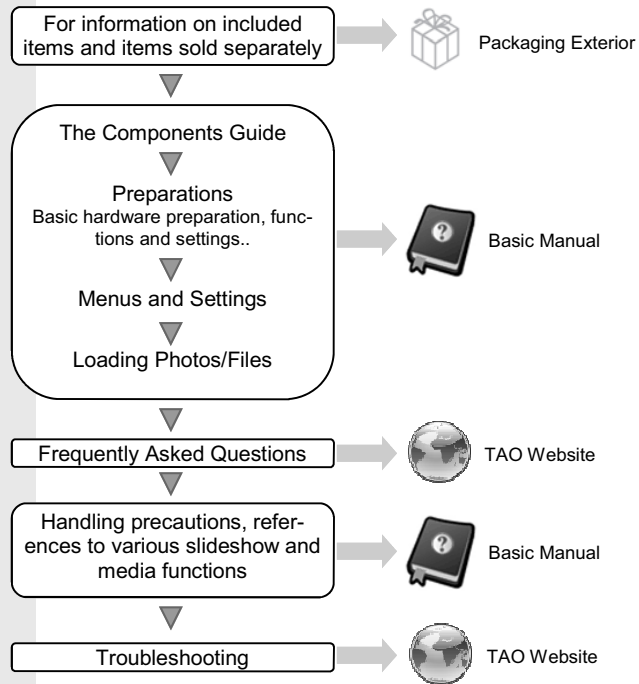 For information on included
items and items sold separately
Packaging Exterior
The Components Guide
Preparations
Basic hardware preparation, func-
tions and settings..
Basic Manual
Menus and Settings
Loading Photos/Files
Frequently Asked Questions
TAO Website
Handling precautions, refer-
ences to various slideshow and
media functions
Basic Manual
Troubleshooting
TAO Website